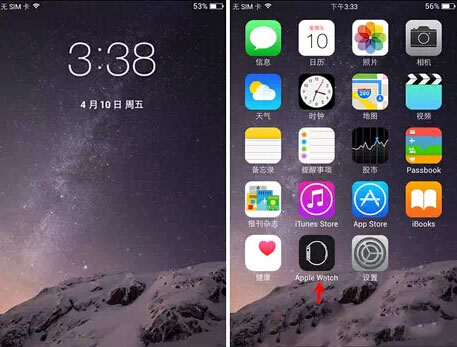 无 SIM 卡
53%
3:38
4 月 10 日 周五
无 SIM 卡
下午3:33
56%
星期五
10
信息
日历
照片
相机
280
天气
时钟
地图
视频
备忘录
提醒事项
股市
Passbook
报刊杂志
iTunes Store
App Store
iBooks
健康
Apple Watch
设置